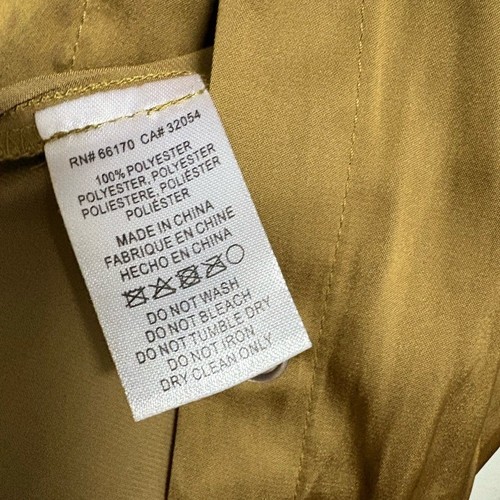 RN# 66170 CA# 32054
100% POLYESTER
POLYESTER, POLYESTER
POLIESTERE, POLIÉSTER
POLIÉSTER
MADE IN CHINA
FABRIQUE EN CHINE
HECHO EN CHINA
DO NOT WASH
DO NOT BLEACH
DO NOT TUMBLE DRY
DO NOT IRON
DRY CLEAN ONLY